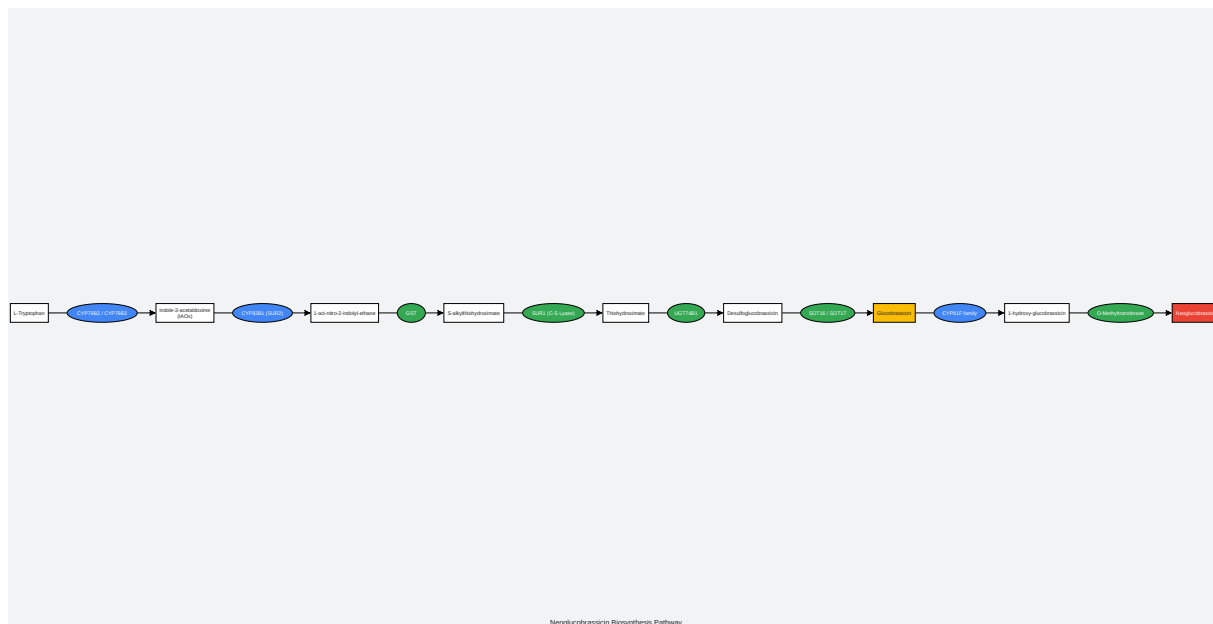 L-Tryptophan
CYP79B2 / CYP79B3
Indole-3-acetaldoxime
(IAOx)
CYP83B1 (SUR2)
1-aci-nitro-2-indolyl-ethane
GST
S-alkylthiohydroximate
SUR1 (C-S Lyase)
Thiohydroximate
UGT74B1
Desulfoglucobrassicin
SOT16 / SOT17
Glucobrassicin
CYP81F family
1-hydroxy-glucobrassicin
O-Methyltransferase
Neoglucobrassicin
Neoglucobrassicin Biosynthesis Pathway